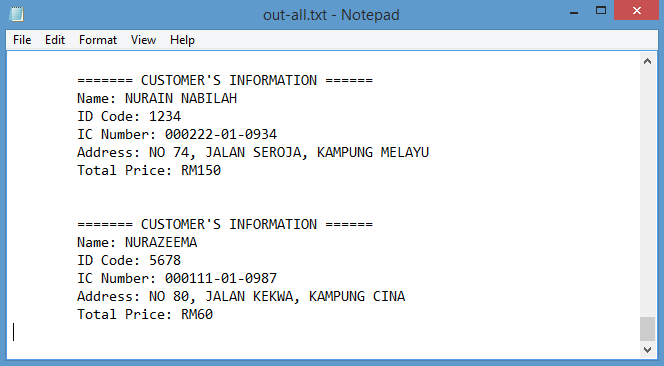 out-all.txt - Notepad
File Edit Format View Help
======= CUSTOMER'S INFORMATION ======
Name: NURAIN NABILAH
ID Code: 1234
IC Number: 000222-01-0934
Address: NO 74, JALAN SEROJA, KAMPUNG MELAYU
Total Price: RM150
======= CUSTOMER'S INFORMATION ======
Name: NURAZEEMA
ID Code: 5678
IC Number: 000111-01-0987
Address: NO 80, JALAN KEKWA, KAMPUNG CINA
Total Price: RM60